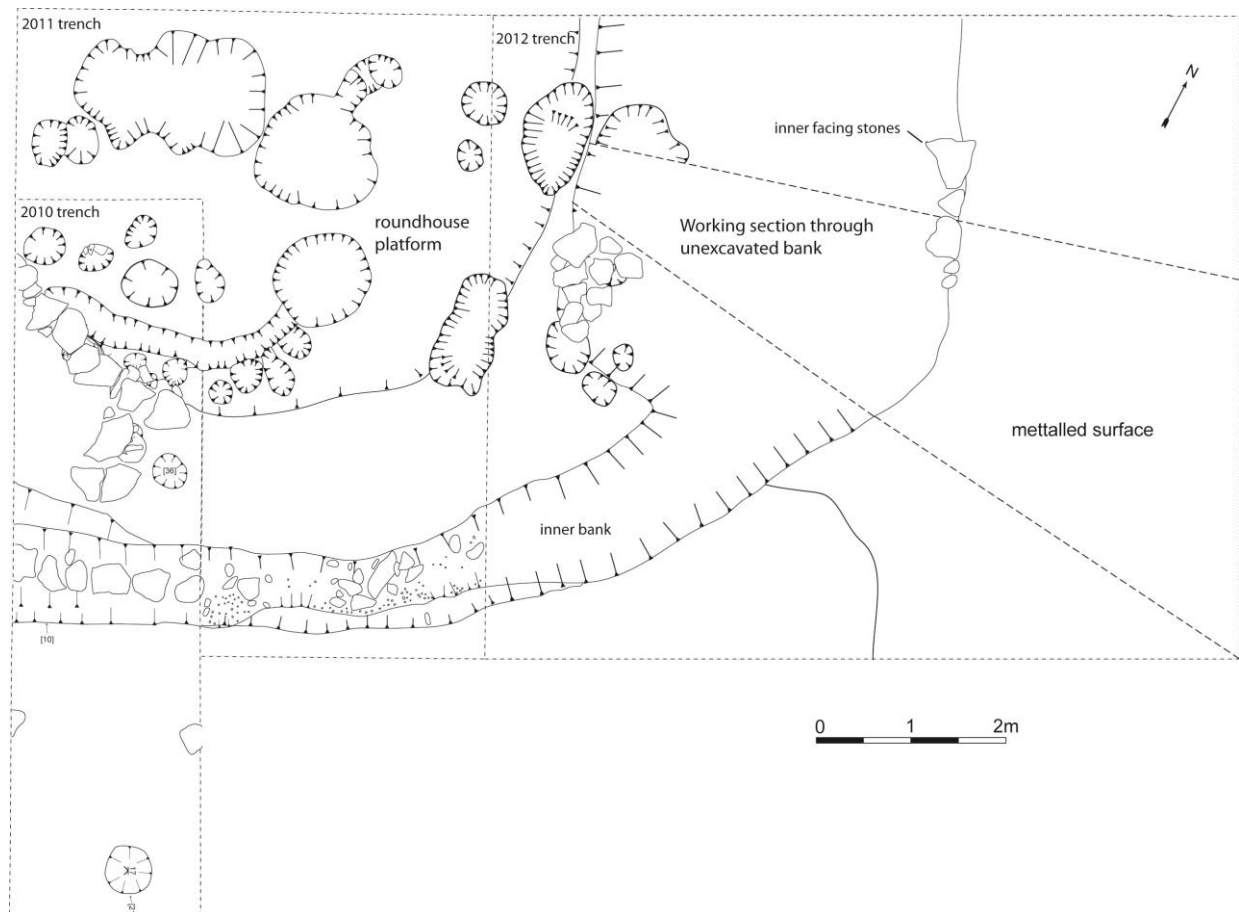 2011 trench
2012 trench
N
inner facing stones
2010 trench
roundhouse
platform
Working section through
unexcavated bank
[36]
mettalled surface
inner bank
[10]
0 1 2m